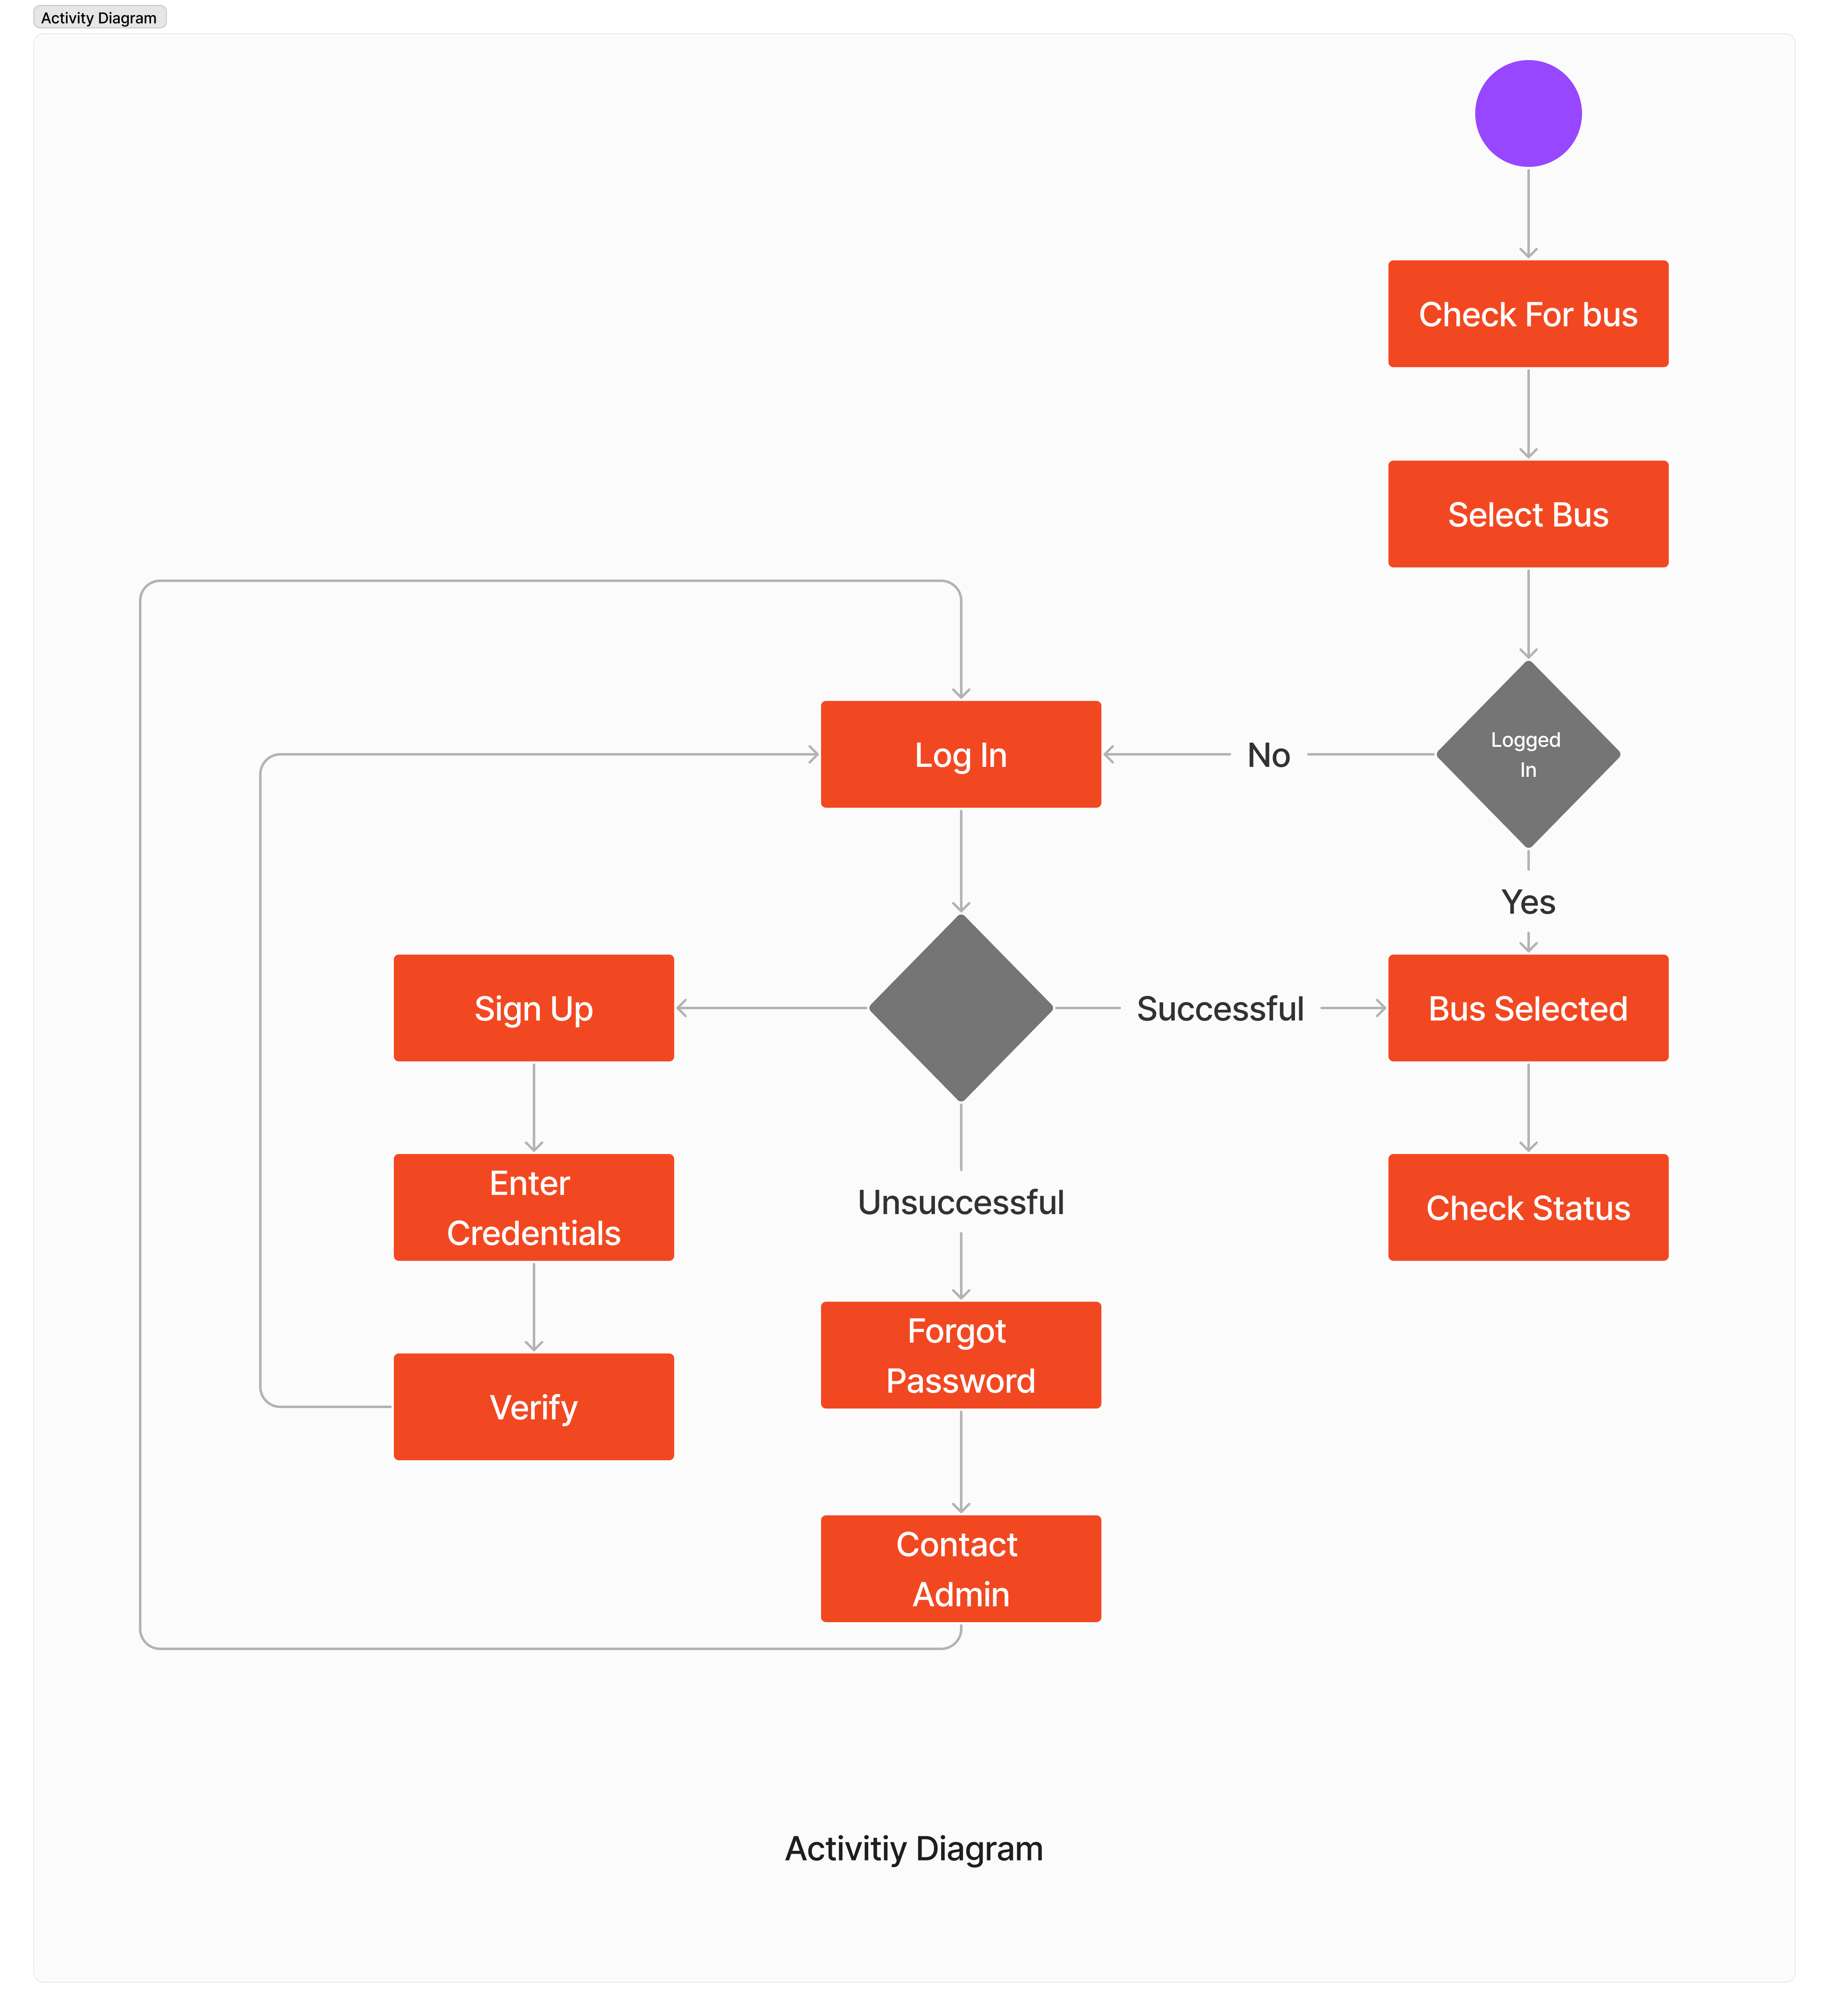 Activity Diagram
Check For bus
Select Bus
Logged
In
No
Log In
Yes
Sign Up
Successful
Bus Selected
Enter
Credentials
Unsuccessful
Check Status
Forgot
Password
Verify
Contact
Admin
Activitiy Diagram